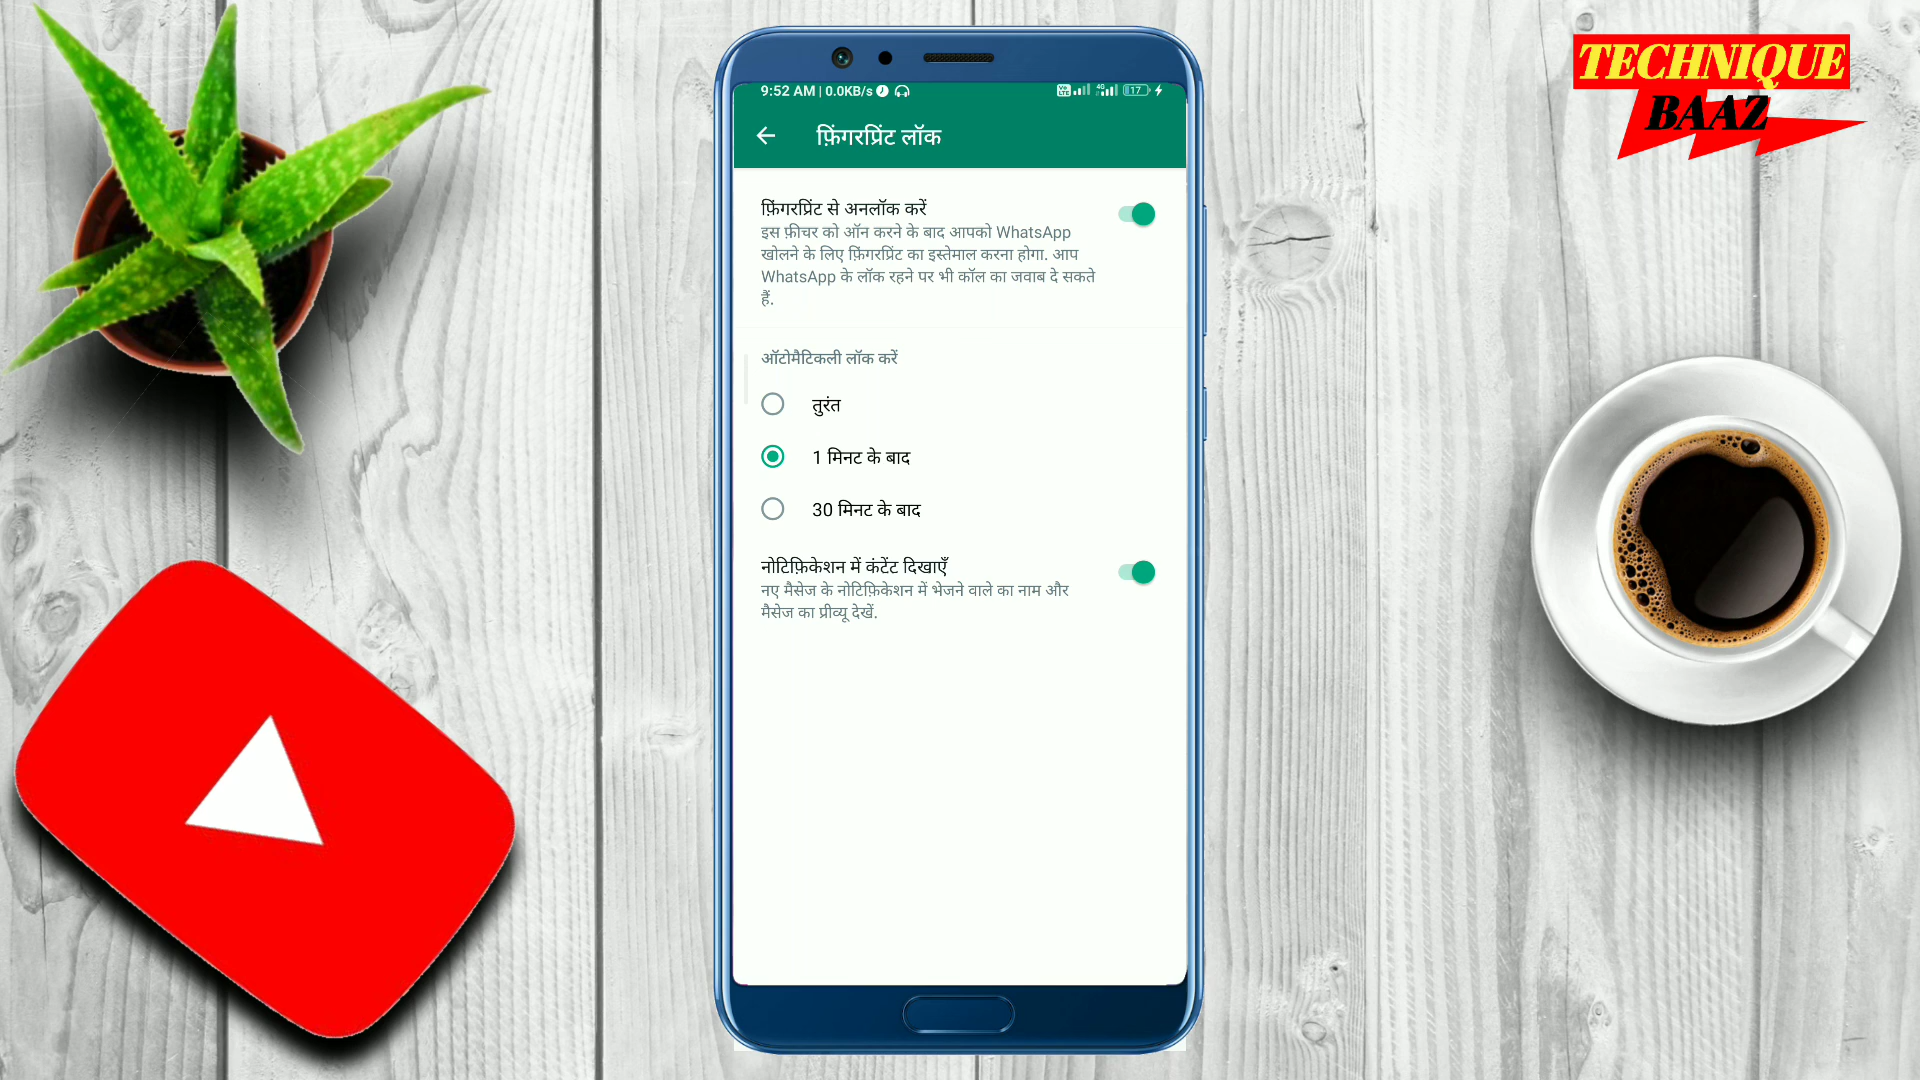 TECHNIQUE
BAAZ
9:52 AM | 0.0KB/s
4G
17
फ़िंगरप्रिंट लॉक
फ़िंगरप्रिंट से अनलॉक करें
इस फ़ीचर को ऑन करने के बाद आपको WhatsApp
खोलने के लिए फ़िंगरप्रिंट का इस्तेमाल करना होगा. आप
WhatsApp के लॉक रहने पर भी कॉल का जवाब दे सकते
हैं.
ऑटोमैटिकली लॉक करें
तुरंत
1 मिनट के बाद
30 मिनट के बाद
नोटिफ़िकेशन में कंटेंट दिखाएँ
नए मैसेज के नोटिफ़िकेशन में भेजने वाले का नाम और
मैसेज का प्रीव्यू देखें.